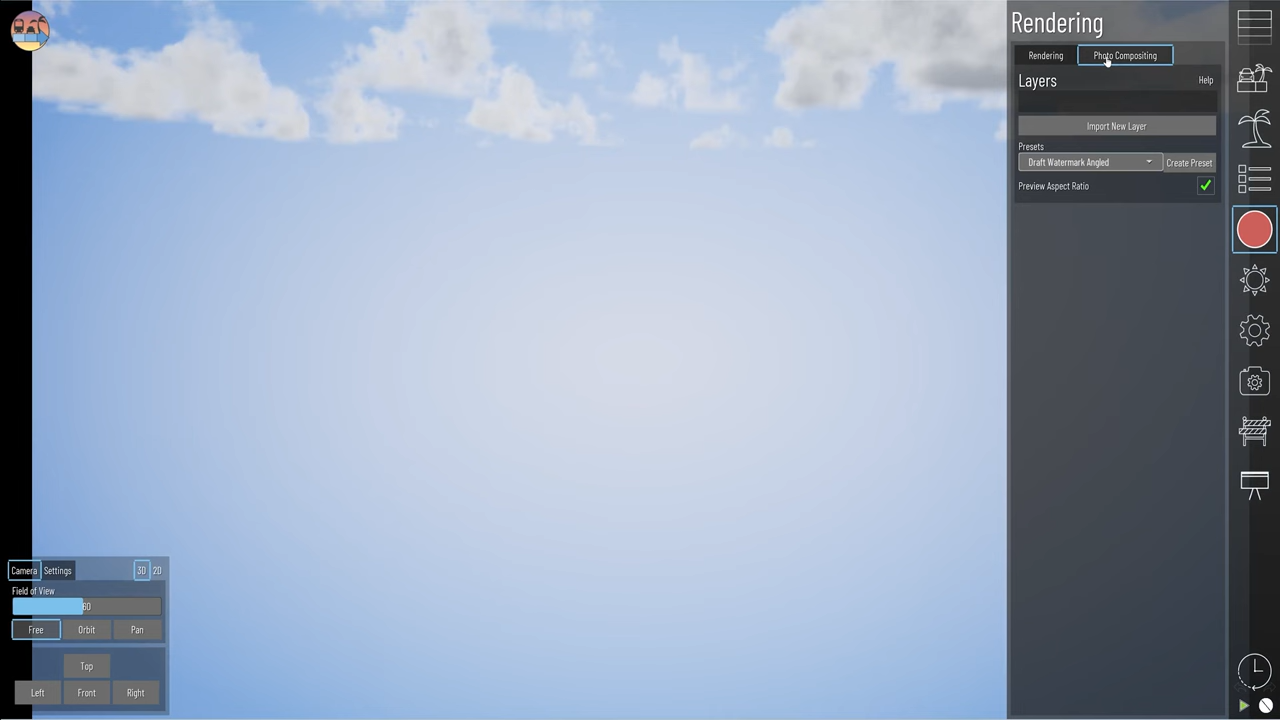 Rendering
Rendering
Photo Compositing
Layers
Help
Import New Layer
Presets
Draft Watermark Angled
Create Preset
Preview Aspect Ratio
Camera
Settings
3D
2D
Field of View
60
Free
Orbit
Pan
Top
Left
Front
Right